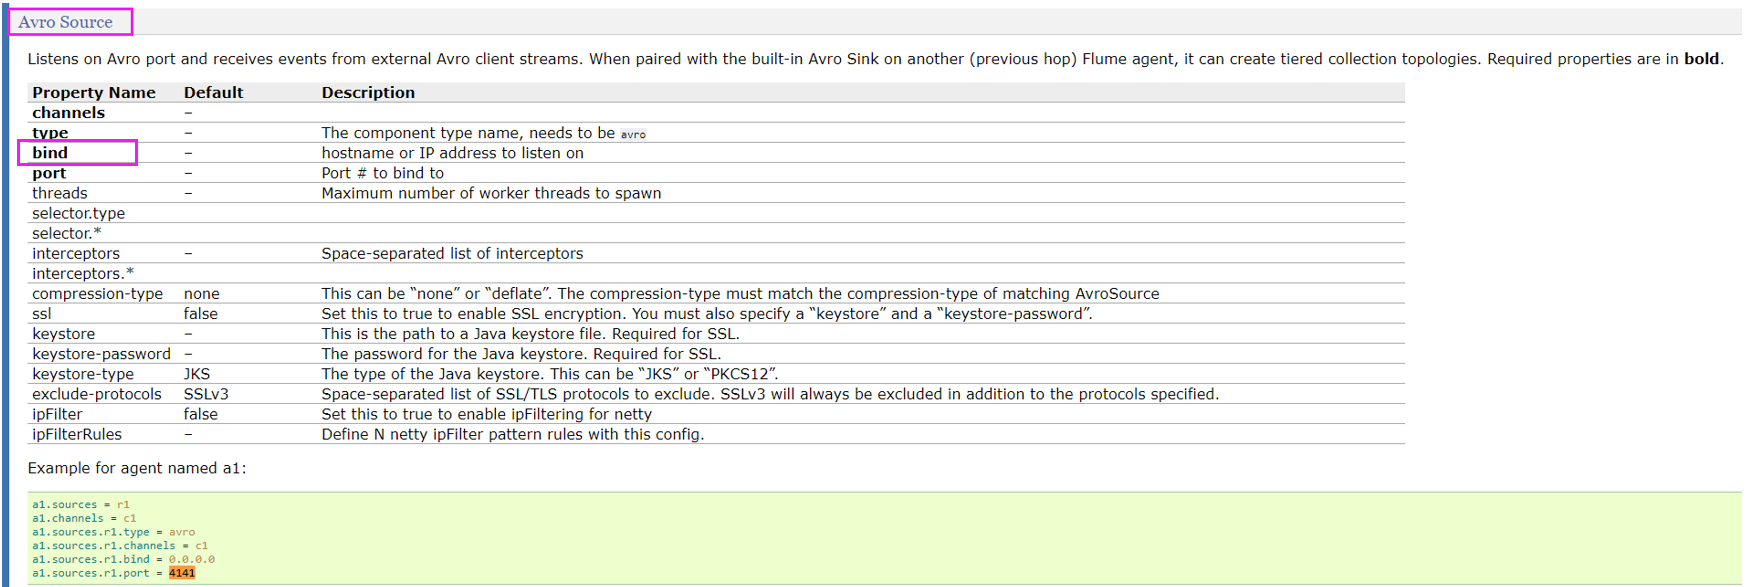 Avro Source
Listens on Avro port and receives events from external Avro client streams. When paired with the built-in Avro Sink on another (previous hop) Flume agent, it can create tiered collection topologies. Required properties are in bold.
Property Name Default Description
channels –
type – The component type name, needs to be avro
bind – hostname or IP address to listen on
port – Port # to bind to
threads – Maximum number of worker threads to spawn
selector.type
selector.*
interceptors – Space-separated list of interceptors
interceptors.*
compression-type none This can be “none” or “deflate”. The compression-type must match the compression-type of matching AvroSource
ssl false Set this to true to enable SSL encryption. You must also specify a “keystore” and a “keystore-password”.
keystore – This is the path to a Java keystore file. Required for SSL.
keystore-password – The password for the Java keystore. Required for SSL.
keystore-type JKS The type of the Java keystore. This can be “JKS” or “PKCS12”.
exclude-protocols SSLv3 Space-separated list of SSL/TLS protocols to exclude. SSLv3 will always be excluded in addition to the protocols specified.
ipFilter false Set this to true to enable ipFiltering for netty
ipFilterRules – Define N netty ipFilter pattern rules with this config.
Example for agent named a1:
a1.sources = r1
a1.channels = c1
a1.sources.r1.type = avro
a1.sources.r1.channels = c1
a1.sources.r1.bind = 0.0.0.0
a1.sources.r1.port = 4141